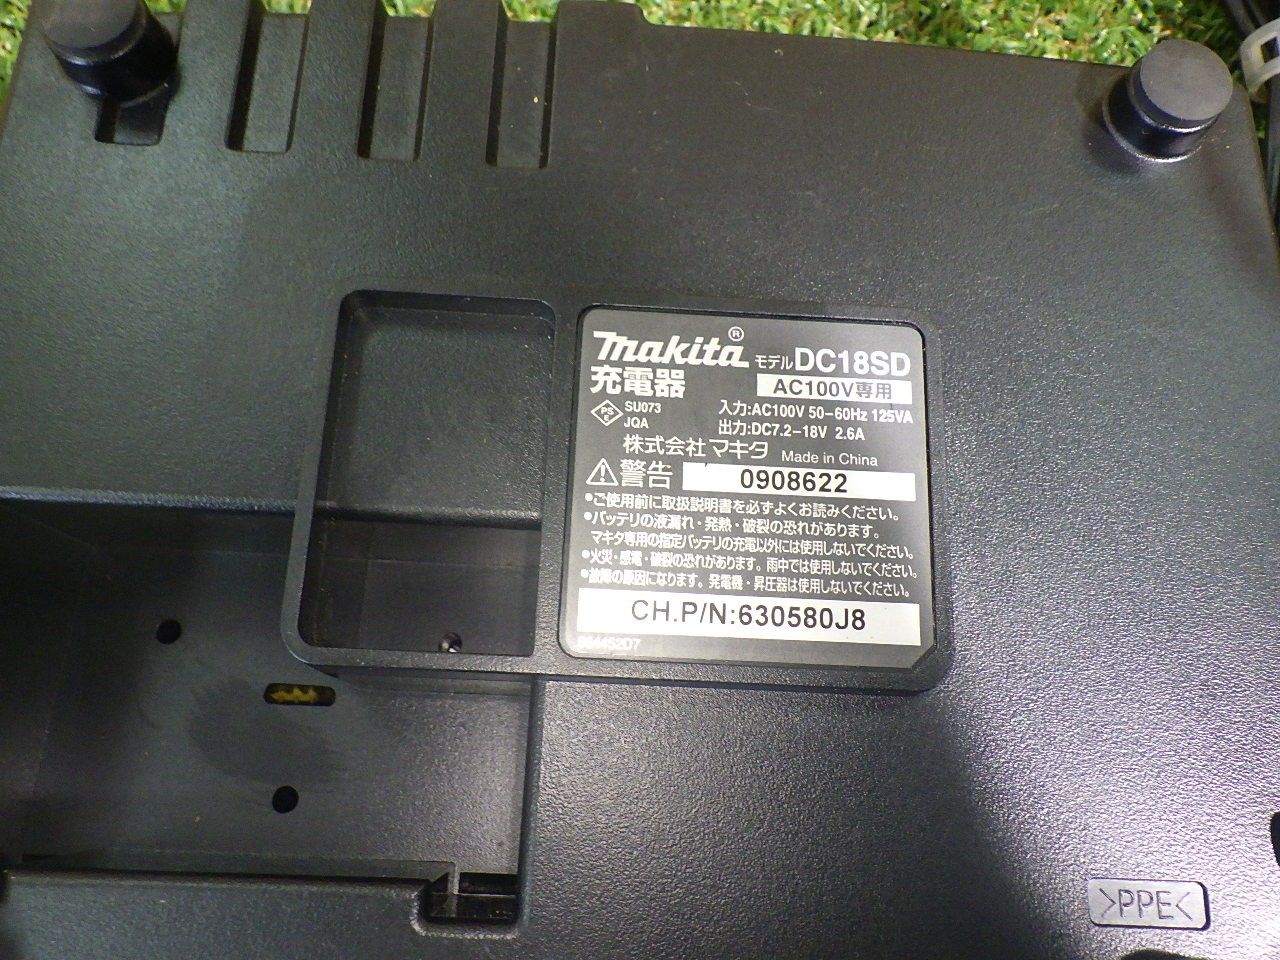 makita® モデルDC18SD
充電器 AC100V専用
PS E SU073 JQA
入力:AC100V 50-60Hz 125VA
出力:DC7.2-18V 2.6A
株式会社マキタ Made in China
警告 0908622
•ご使用前に取扱説明書を必ずよくお読みください。
•バッテリの液漏れ・発熱・破裂の恐れがあります。
マキタ専用の指定バッテリの充電以外には使用しないでください。
•火災・感電・破裂の恐れがあります。雨中では使用しないでください。
•故障の原因になります。発電機・昇圧器は使用しないでください。
CH.P/N:630580J8
>PPE<